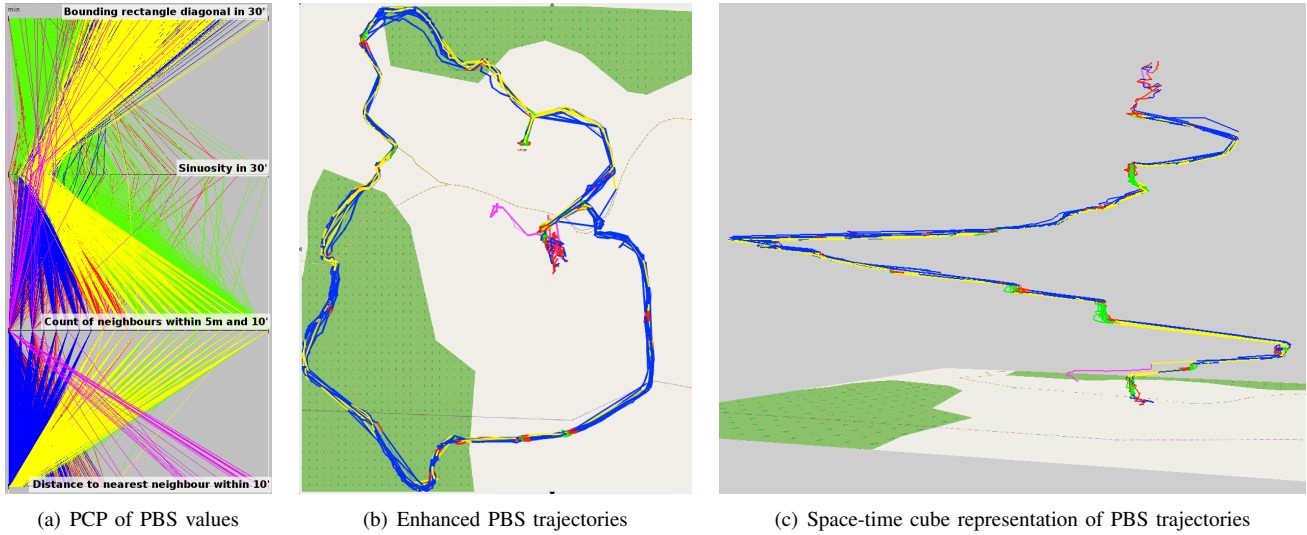 min
Bounding rectangle diagonal in 30'
Sinuosity in 30'
Count of neighbours within 5m and 10'
Distance to nearest neighbour within 10'
(a) PCP of PBS values
(b) Enhanced PBS trajectories
(c) Space-time cube representation of PBS trajectories